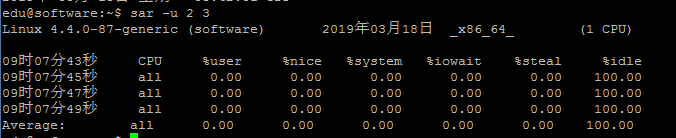 edu@software:~$ sar -u 2 3
Linux 4.4.0-87-generic (software) 2019年03月18日 _x86_64_ (1 CPU)
09时07分43秒 CPU %user %nice %system %iowait %steal %idle
09时07分45秒 all 0.00 0.00 0.00 0.00 0.00 100.00
09时07分47秒 all 0.00 0.00 0.00 0.00 0.00 100.00
09时07分49秒 all 0.00 0.00 0.00 0.00 0.00 100.00
Average: all 0.00 0.00 0.00 0.00 0.00 100.00